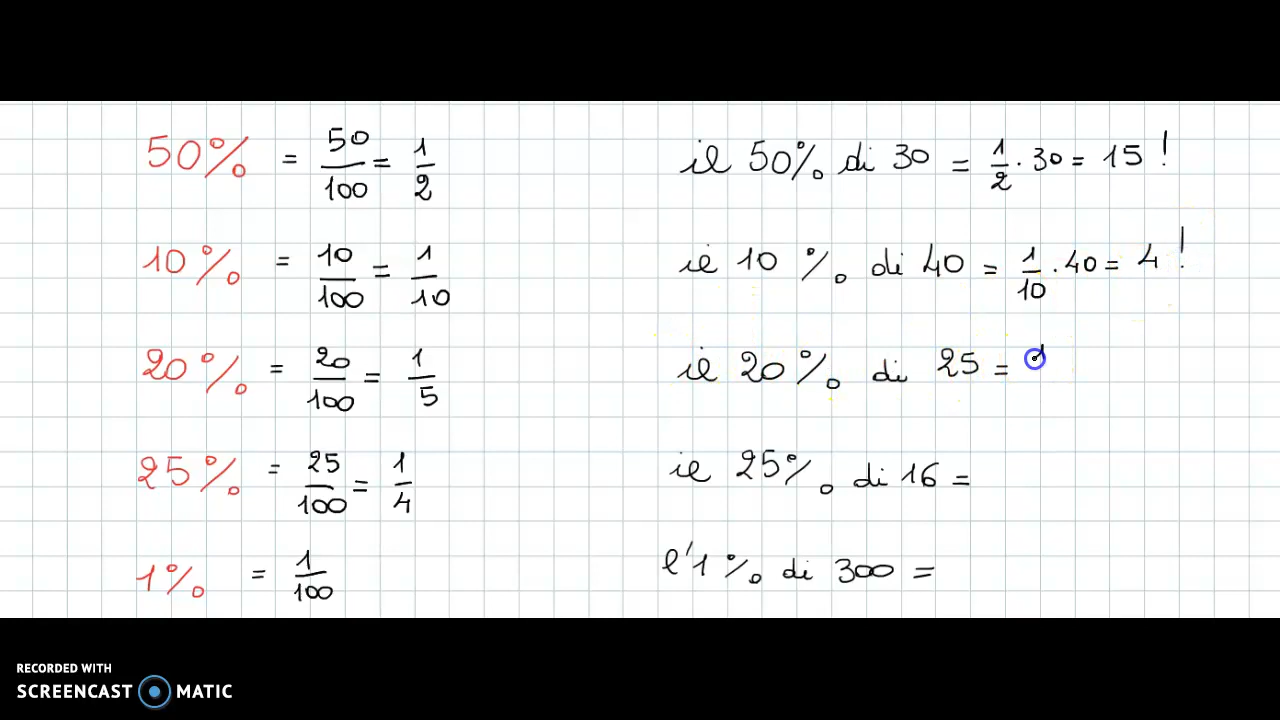 50% = 50/100 = 1/2
il 50% di 30 = 1/2 · 30 = 15 !
10% = 10/100 = 1/10
il 10 % di 40 = 1/10 · 40 = 4 !
20% = 20/100 = 1/5
il 20% di 25 =
25% = 25/100 = 1/4
il 25% di 16 =
1% = 1/100
l'1% di 300 =
RECORDED WITH
SCREENCAST MATIC